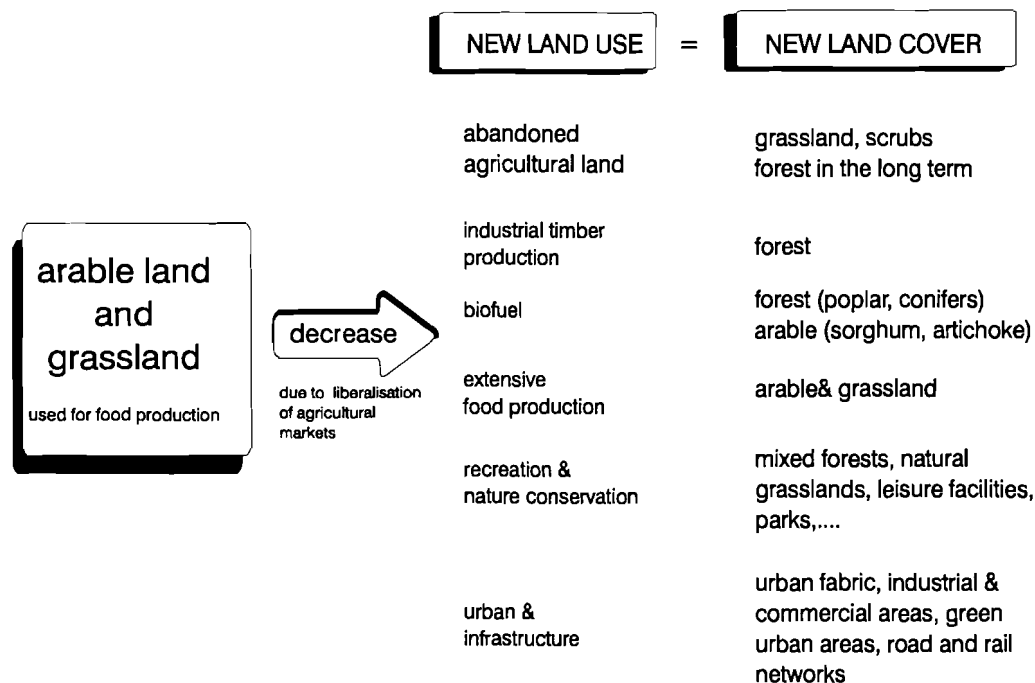 NEW LAND USE = NEW LAND COVER
arable land
and
grassland
used for food production
decrease
due to liberalisation
of agricultural
markets
abandoned
agricultural land
grassland, scrubs
forest in the long term
industrial timber
production
forest
biofuel
forest (poplar, conifers)
arable (sorghum, artichoke)
extensive
food production
arable& grassland
recreation &
nature conservation
mixed forests, natural
grasslands, leisure facilities,
parks,....
urban &
infrastructure
urban fabric, industrial &
commercial areas, green
urban areas, road and rail
networks